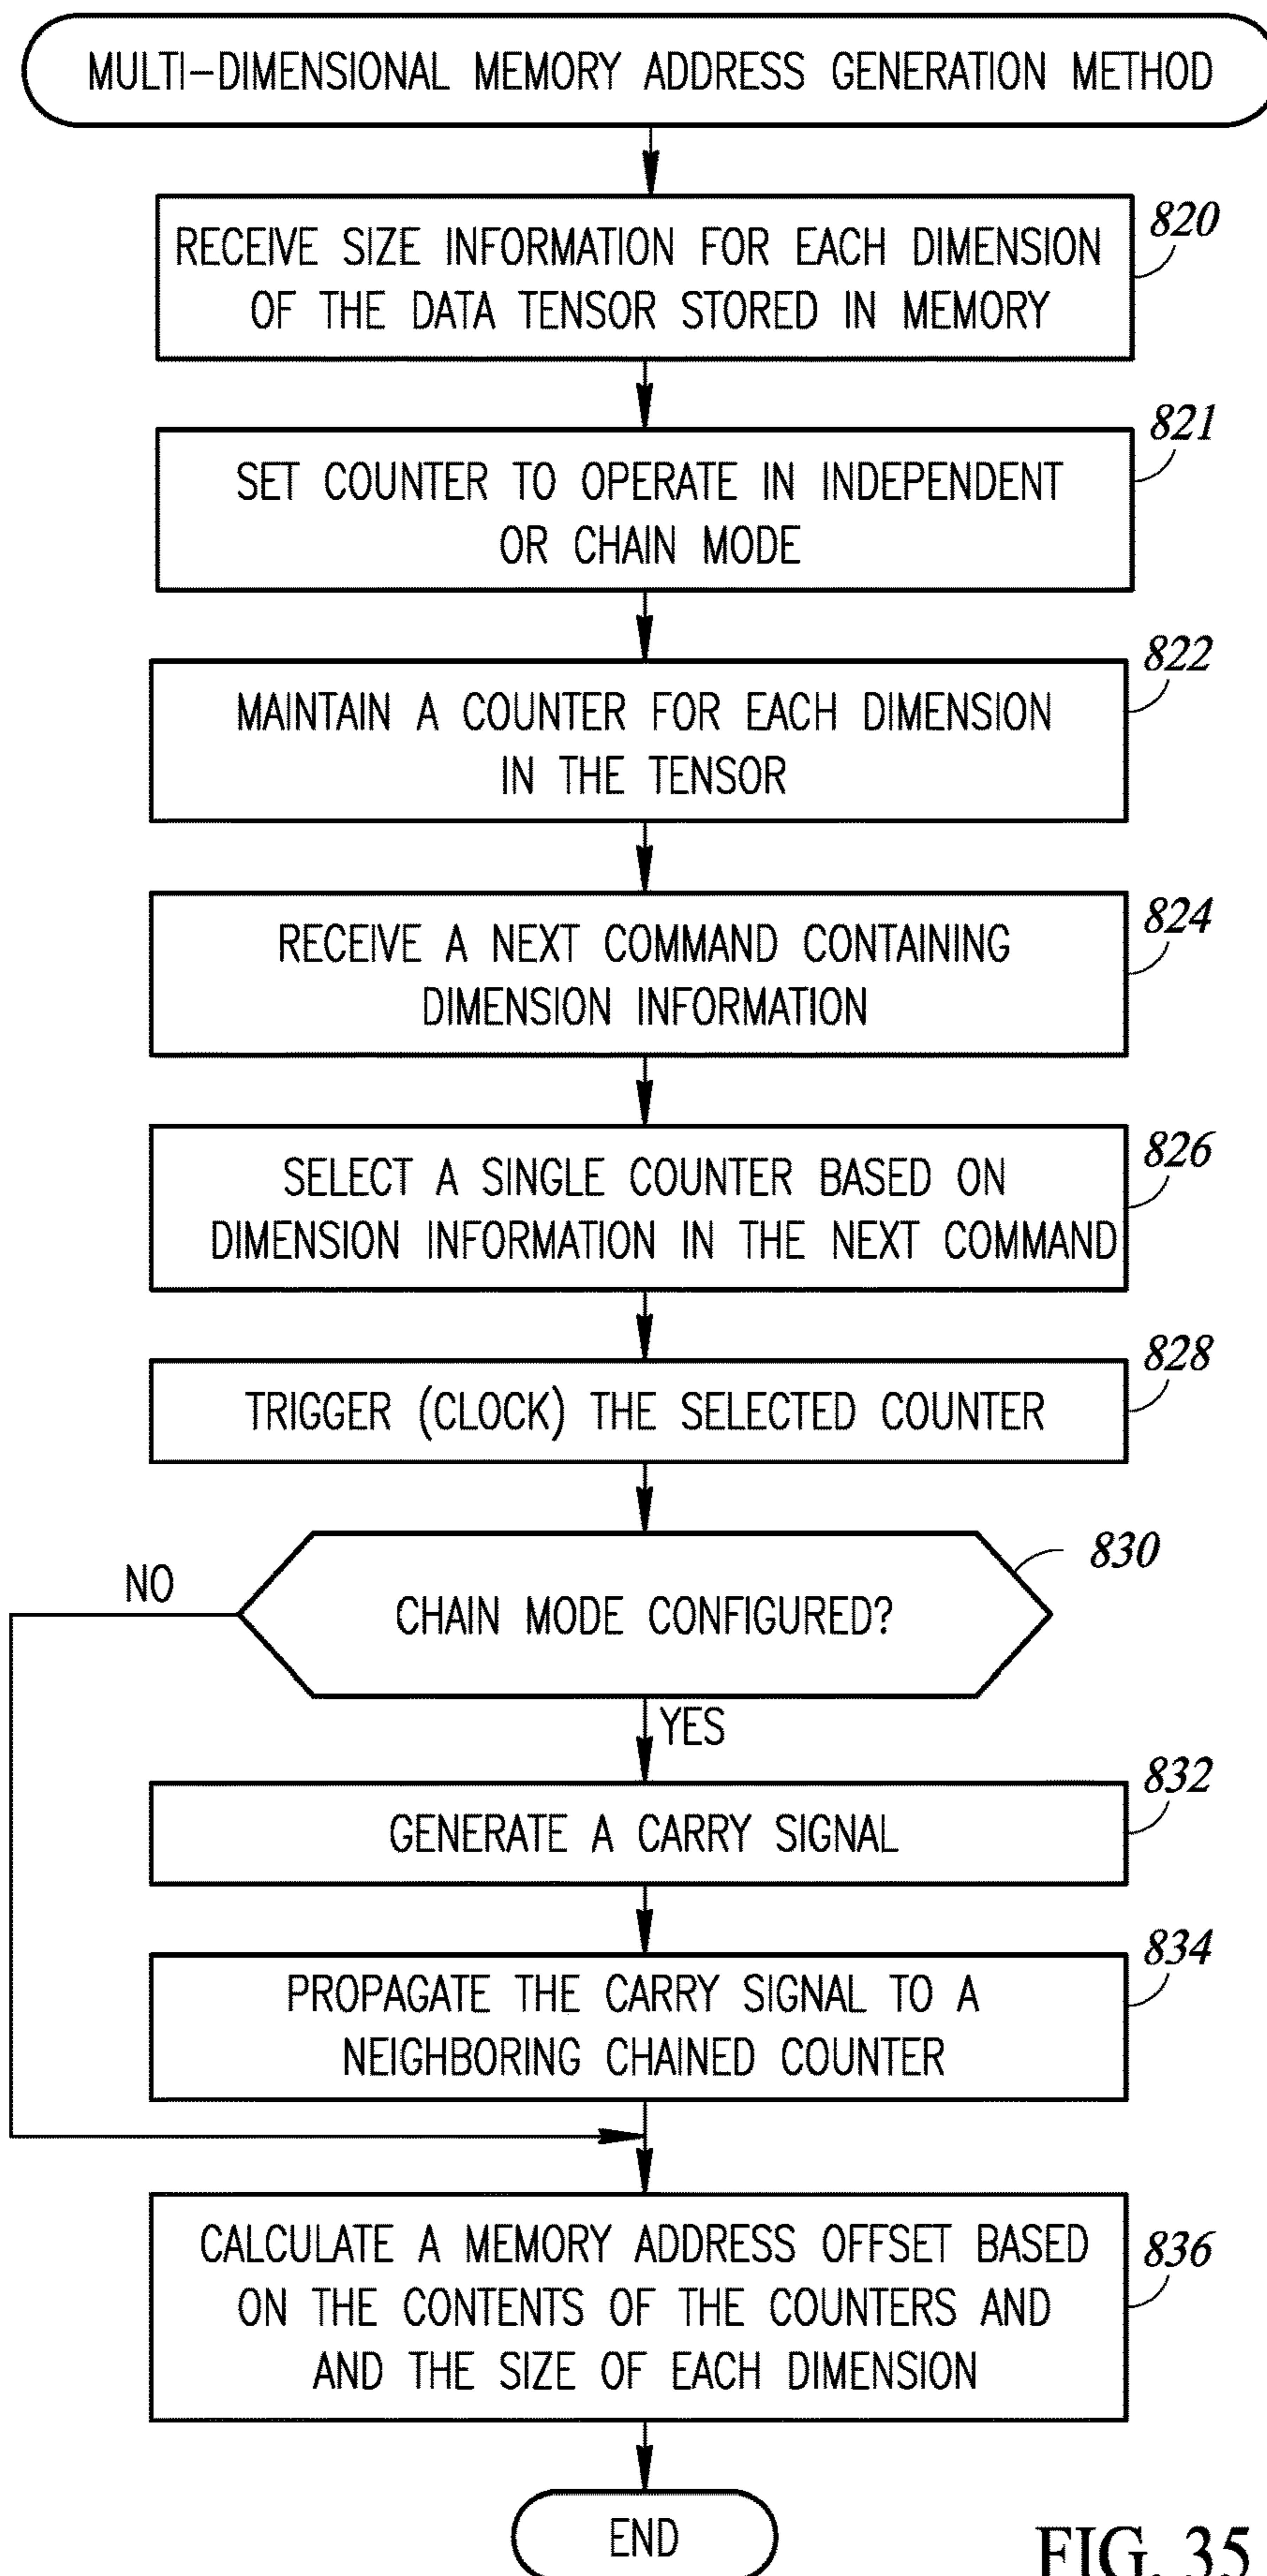 MULTI-DIMENSIONAL MEMORY ADDRESS GENERATION METHOD
820
RECEIVE SIZE INFORMATION FOR EACH DIMENSION
OF THE DATA TENSOR STORED IN MEMORY
821
SET COUNTER TO OPERATE IN INDEPENDENT
OR CHAIN MODE
822
MAINTAIN A COUNTER FOR EACH DIMENSION
IN THE TENSOR
824
RECEIVE A NEXT COMMAND CONTAINING
DIMENSION INFORMATION
826
SELECT A SINGLE COUNTER BASED ON
DIMENSION INFORMATION IN THE NEXT COMMAND
828
TRIGGER (CLOCK) THE SELECTED COUNTER
830
NO
CHAIN MODE CONFIGURED?
YES
832
GENERATE A CARRY SIGNAL
834
PROPAGATE THE CARRY SIGNAL TO A
NEIGHBORING CHAINED COUNTER
836
CALCULATE A MEMORY ADDRESS OFFSET BASED
ON THE CONTENTS OF THE COUNTERS AND
AND THE SIZE OF EACH DIMENSION
END
FIG. 35